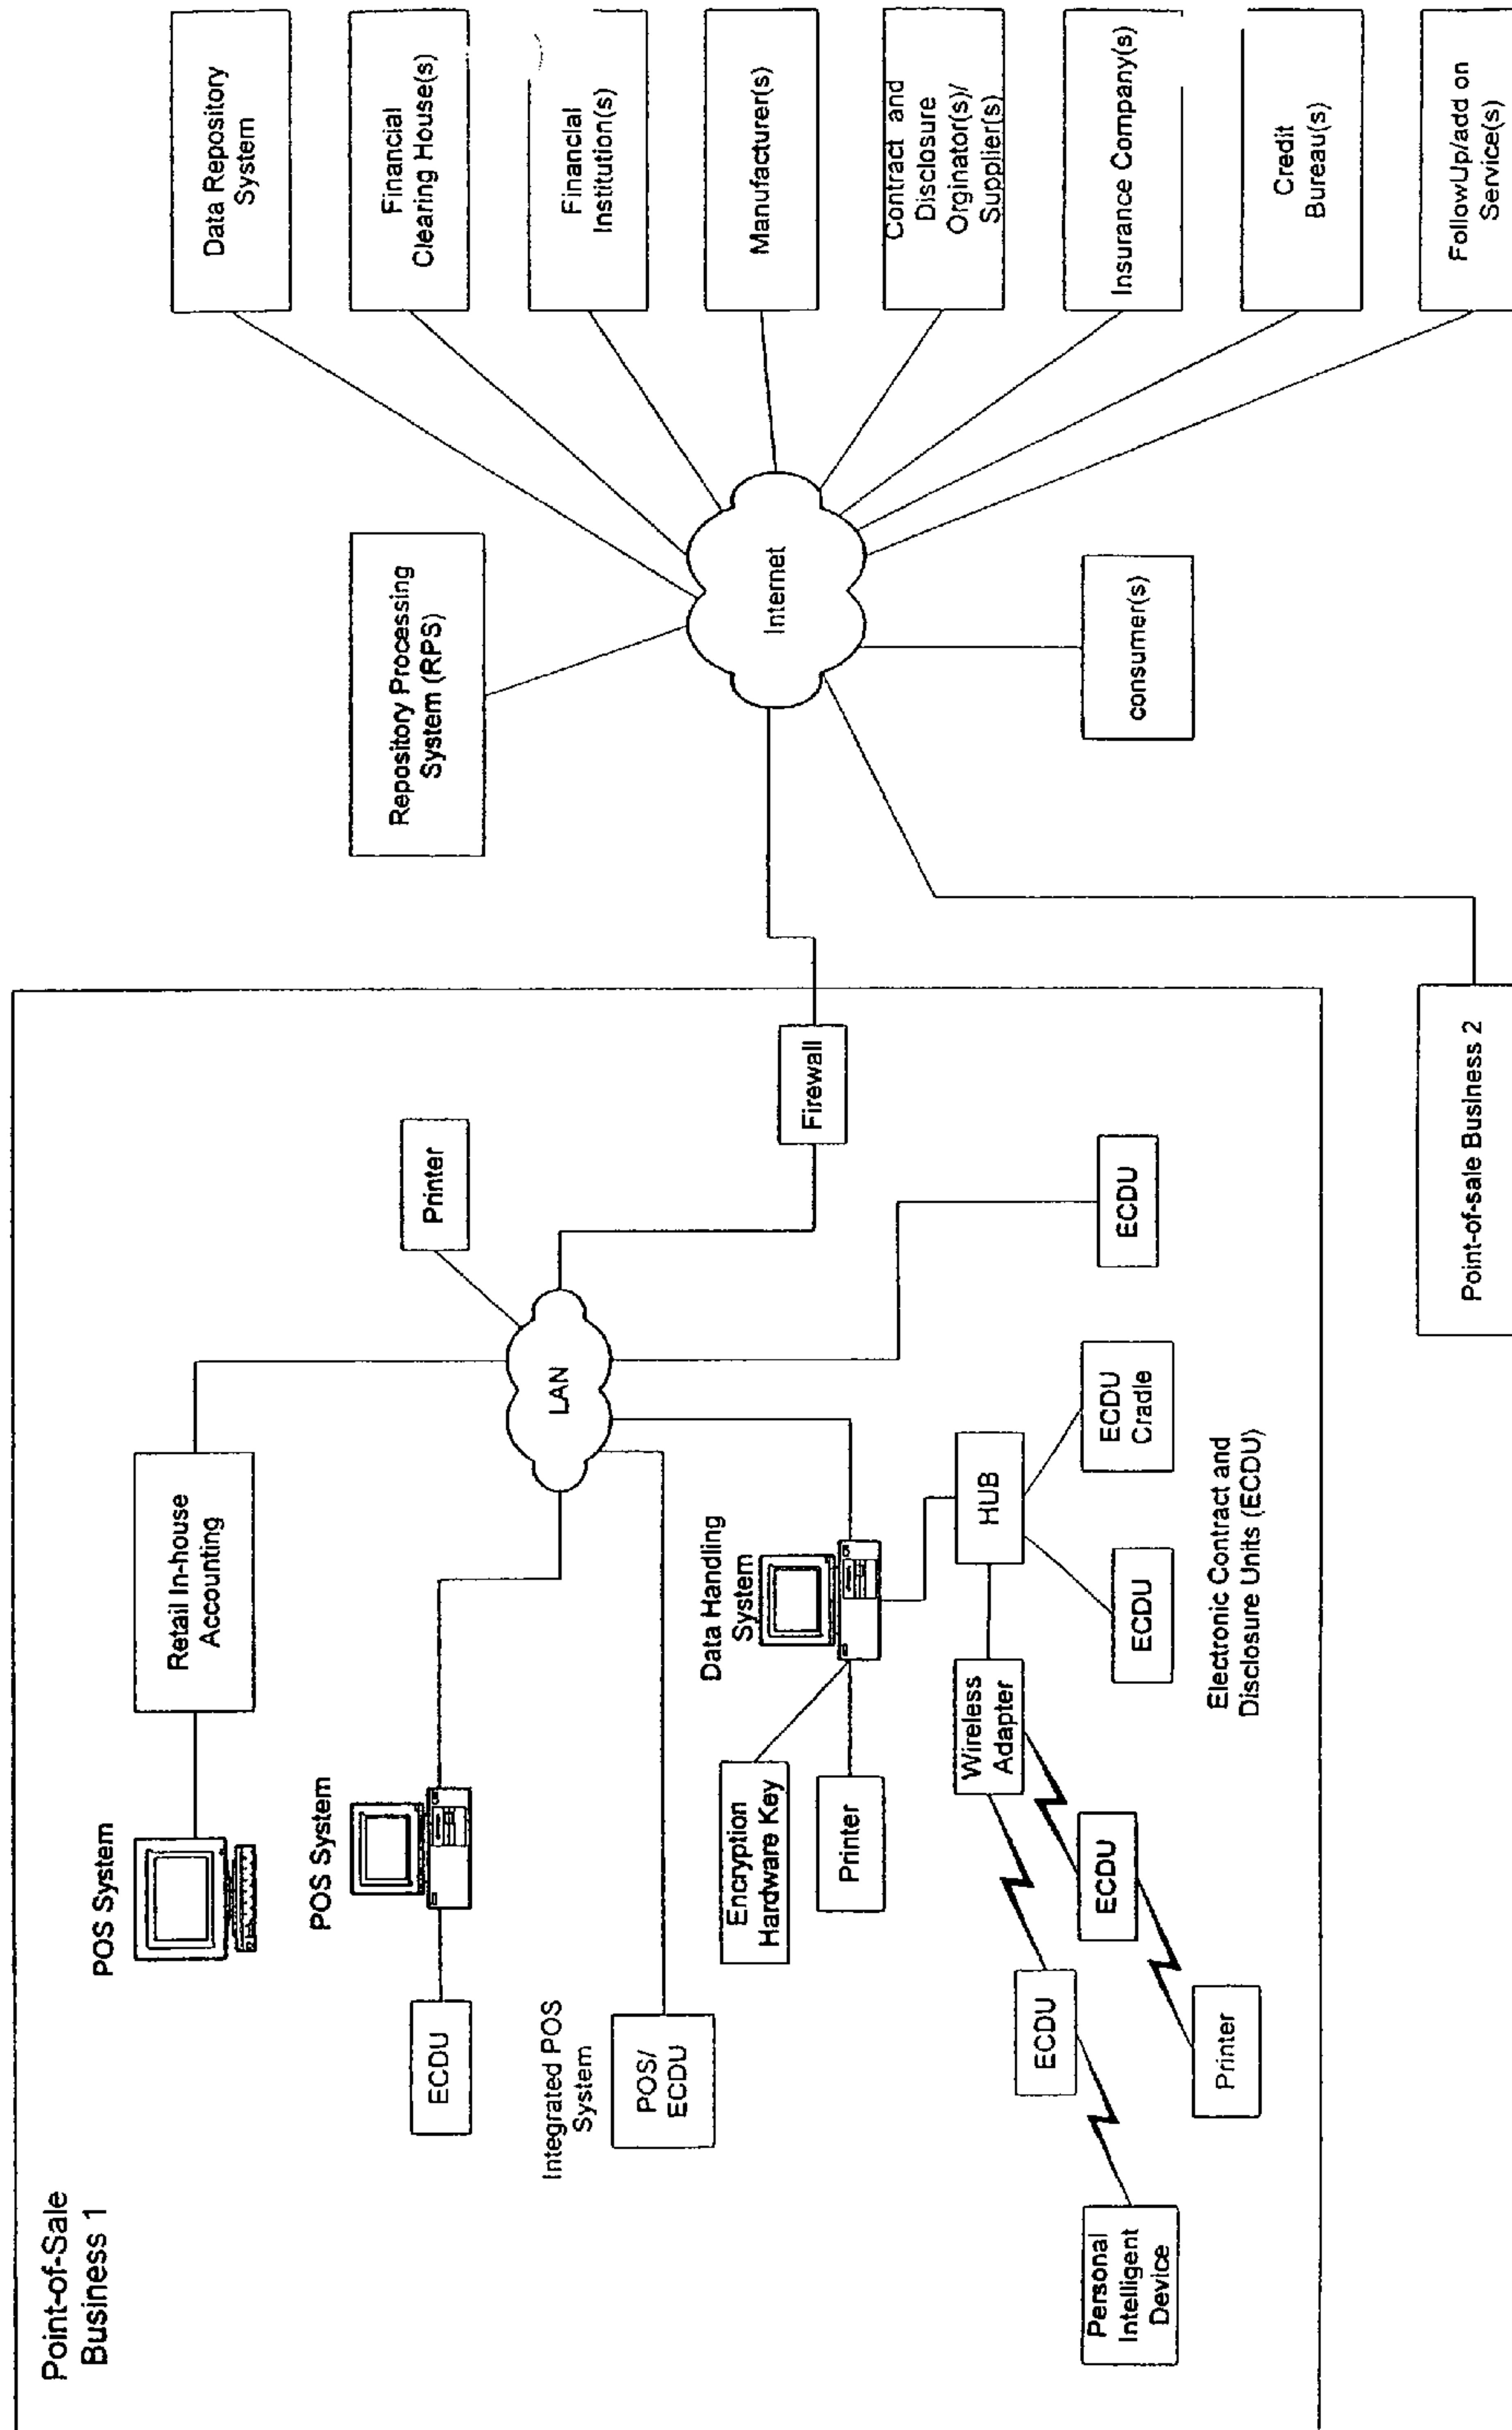 Point-of-Sale
Business 1
POS System
Retail In-house
Accounting
POS System
ECDU
Printer
LAN
Integrated POS
System
POS/
ECDU
Data Handling
System
Encryption
Hardware Key
Printer
Firewall
HUB
Wireless
Adapter
ECDU
ECDU
Personal
Intelligent
Device
Printer
ECDU
ECDU
Cradle
ECDU
Electronic Contract and
Disclosure Units (ECDU)
Point-of-sale Business 2
Repository Processing
System (RPS)
Internet
consumer(s)
Data Repository
System
Financial
Clearing House(s)
Financial
Institution(s)
Manufacturer(s)
Contract and
Disclosure
Orginator(s)/
Supplier(s)
Insurance Company(s)
Credit
Bureau(s)
FollowUp/add on
Service(s)